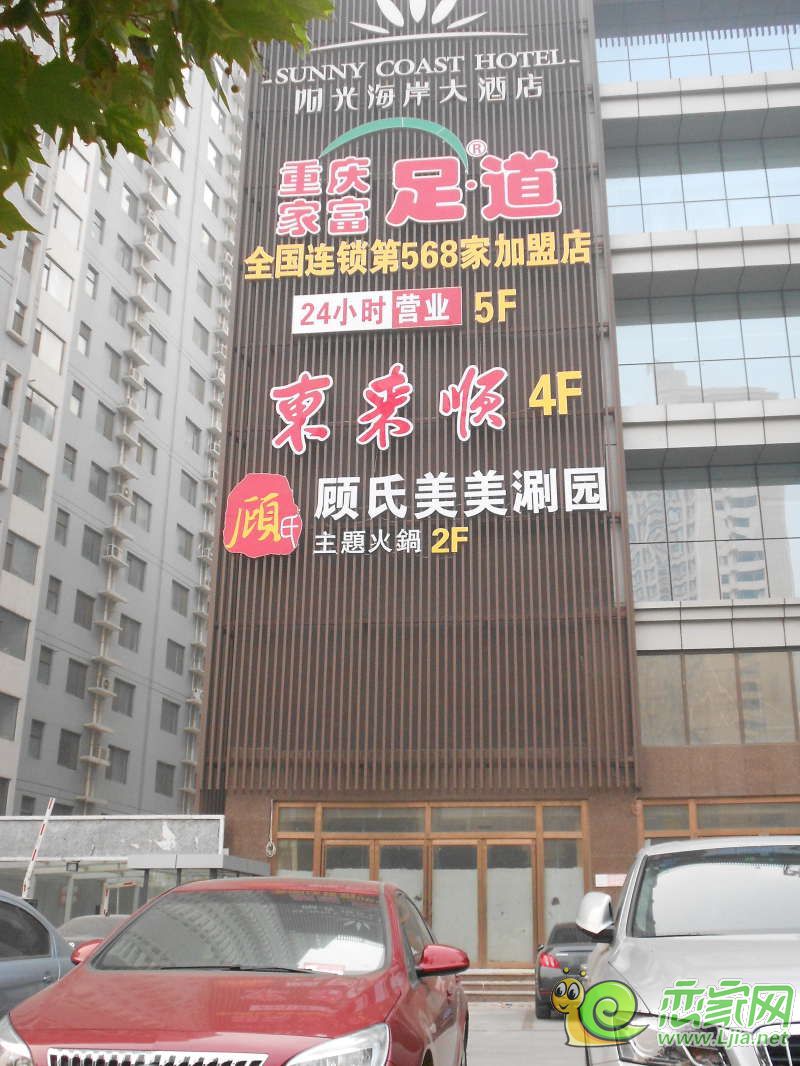 SUNNY COAST HOTEL
阳光海岸大酒店
重庆
家富
足·道®
全国连锁第568家加盟店
24小时营业 5F
東来顺 4F
顾氏
顾氏美美涮园
主題火鍋 2F
恋家网
www.Ljia.net